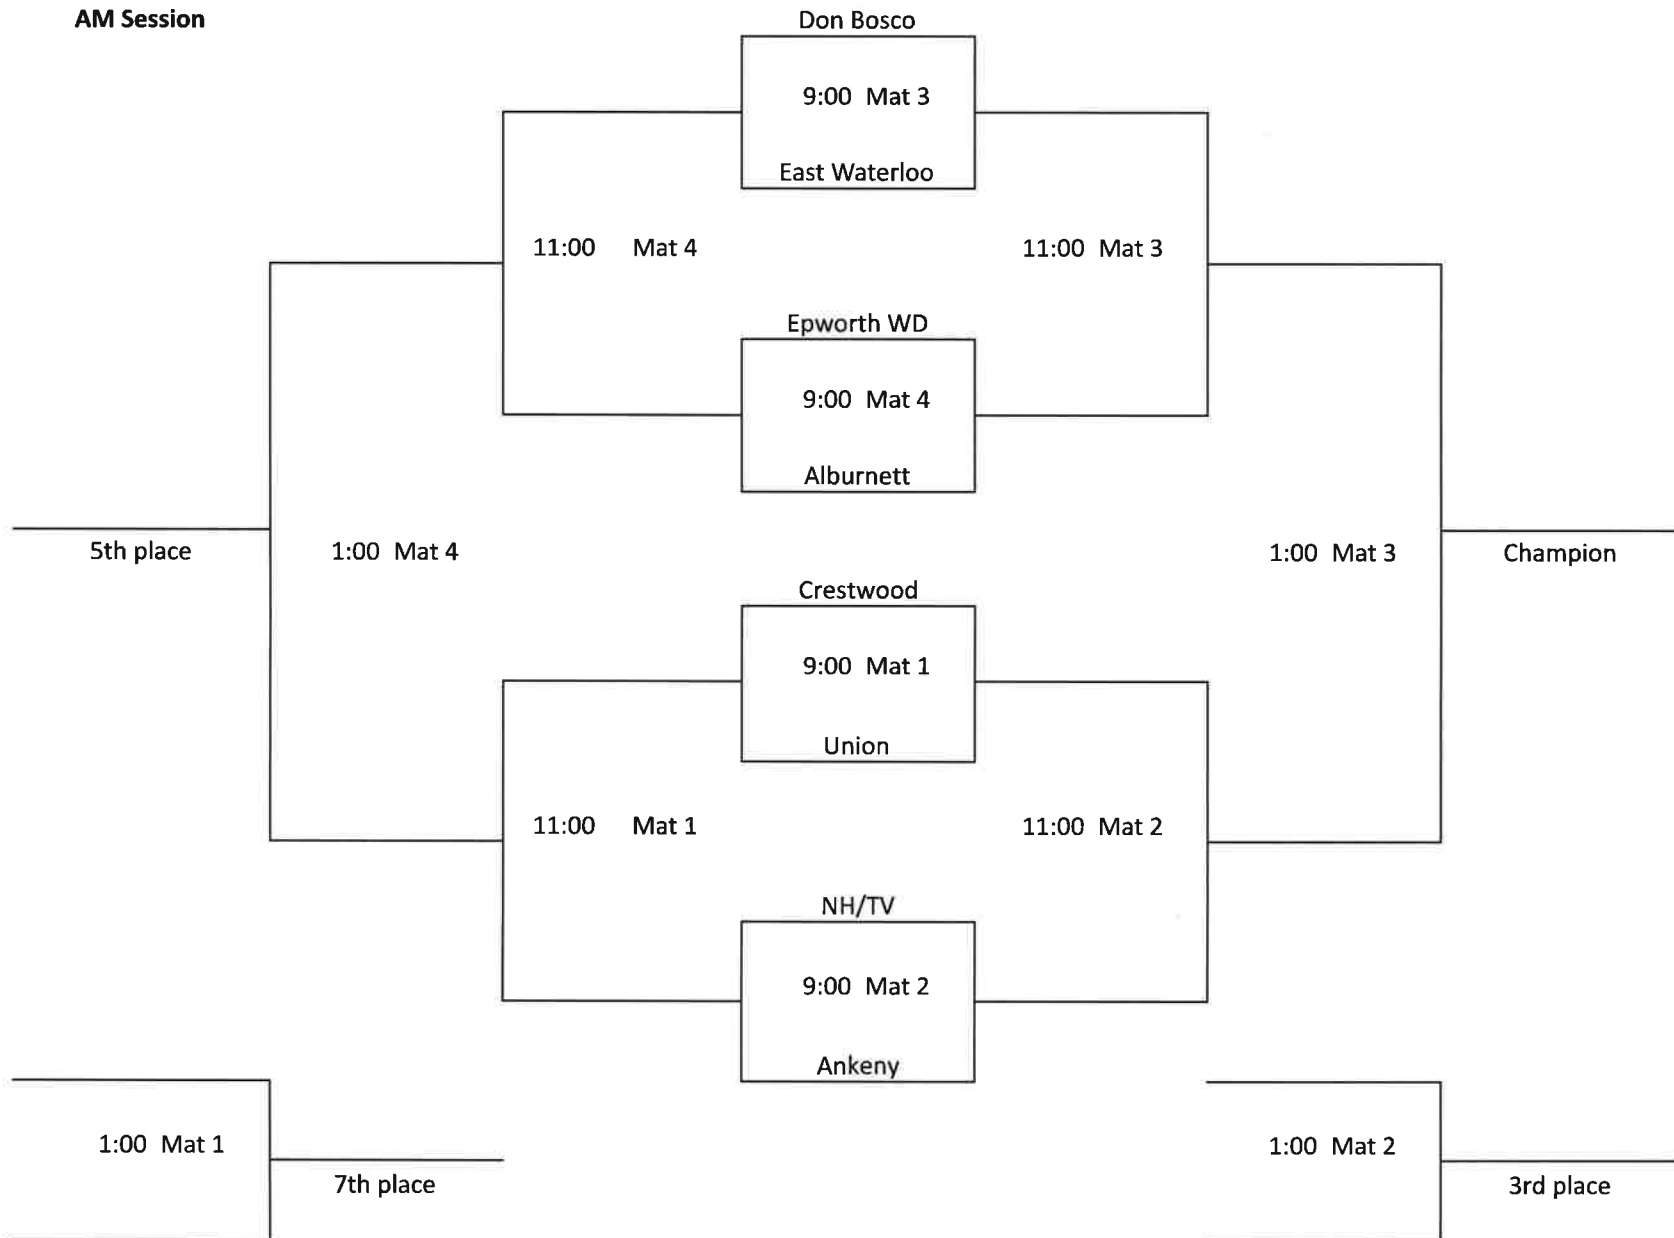 AM Session
Don Bosco
9:00 Mat 3
East Waterloo
11:00 Mat 4
11:00 Mat 3
Epworth WD
9:00 Mat 4
Alburnett
5th place
1:00 Mat 4
1:00 Mat 3
Champion
Crestwood
9:00 Mat 1
Union
11:00 Mat 1
11:00 Mat 2
NH/TV
9:00 Mat 2
Ankeny
1:00 Mat 1
7th place
1:00 Mat 2
3rd place